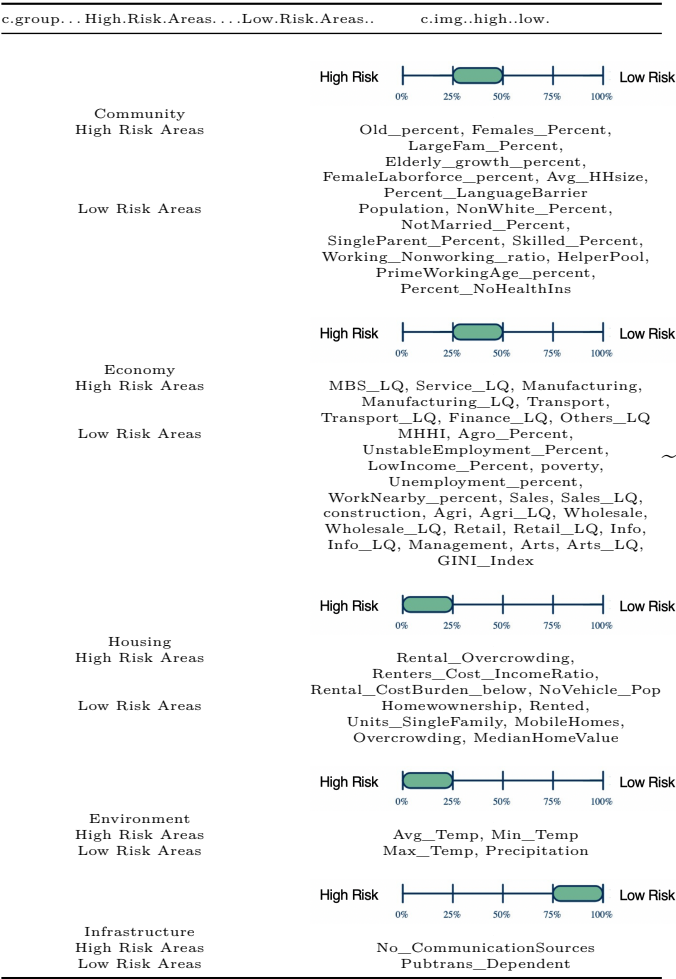 c.group...High.Risk.Areas....Low.Risk.Areas.. c.img..high..low.
High Risk Low Risk
0% 25% 50% 75% 100%
Community
High Risk Areas Old_percent, Females_Percent,
LargeFam_Percent,
Elderly_growth_percent,
FemaleLaborforce_percent, Avg_HHsize,
Percent_LanguageBarrier
Low Risk Areas Population, NonWhite_Percent,
NotMarried_Percent,
SingleParent_Percent, Skilled_Percent,
Working_Nonworking_ratio, HelperPool,
PrimeWorkingAge_percent,
Percent_NoHealthIns
High Risk Low Risk
0% 25% 50% 75% 100%
Economy
High Risk Areas MBS_LQ, Service_LQ, Manufacturing,
Manufacturing_LQ, Transport,
Transport_LQ, Finance_LQ, Others_LQ
Low Risk Areas MHHI, Agro_Percent,
UnstableEmployment_Percent, ~
LowIncome_Percent, poverty,
Unemployment_percent,
WorkNearby_percent, Sales, Sales_LQ,
construction, Agri, Agri_LQ, Wholesale,
Wholesale_LQ, Retail, Retail_LQ, Info,
Info_LQ, Management, Arts, Arts_LQ,
GINI_Index
High Risk Low Risk
0% 25% 50% 75% 100%
Housing
High Risk Areas Rental_Overcrowding,
Renters_Cost_IncomeRatio,
Rental_CostBurden_below, NoVehicle_Pop
Low Risk Areas Homewownership, Rented,
Units_SingleFamily, MobileHomes,
Overcrowding, MedianHomeValue
High Risk Low Risk
0% 25% 50% 75% 100%
Environment
High Risk Areas Avg_Temp, Min_Temp
Low Risk Areas Max_Temp, Precipitation
High Risk Low Risk
0% 25% 50% 75% 100%
Infrastructure
High Risk Areas No_CommunicationSources
Low Risk Areas Pubtrans_Dependent